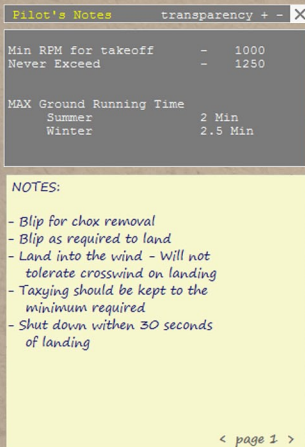 Pilot's Notes transparency + - X
Min RPM for takeoff - 1000
Never Exceed - 1250
MAX Ground Running Time
Summer 2 Min
Winter 2.5 Min
NOTES:
- Blip for chox removal
- Blip as required to land
- Land into the wind - Will not
tolerate crosswind on landing
- Taxying should be kept to the
minimum required
- Shut down withen 30 seconds
of landing
< page 1 >